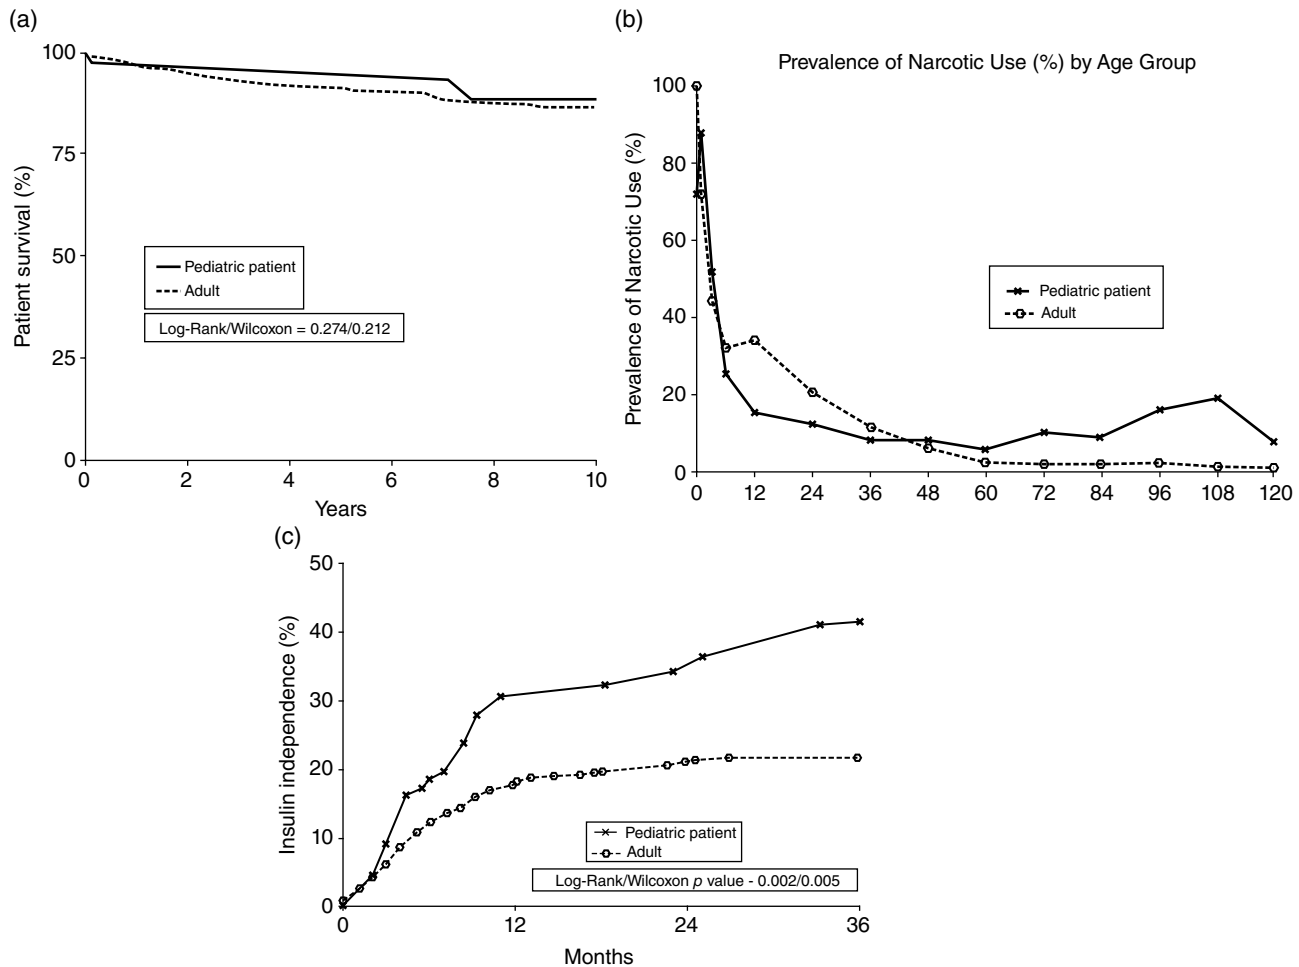 (a)
100
75
50
25
0
Patient survival (%)
Pediatric patient
Adult
Log-Rank/Wilcoxon = 0.274/0.212
0 2 4 6 8 10
Years
(b)
Prevalence of Narcotic Use (%) by Age Group
100
80
60
40
20
0
Prevalence of Narcotic Use (%)
Pediatric patient
Adult
0 12 24 36 48 60 72 84 96 108 120
(c)
50
40
30
20
10
0
Insulin independence (%)
Pediatric patient
Adult
Log-Rank/Wilcoxon p value - 0.002/0.005
0 12 24 36
Months